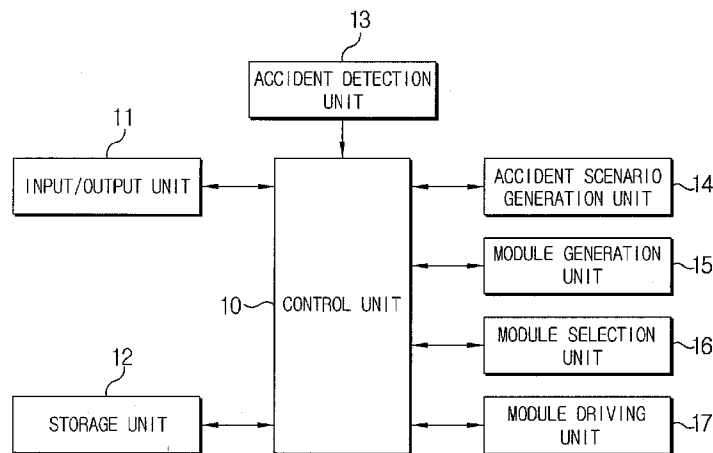 13
ACCIDENT DETECTION
UNIT
11
INPUT/OUTPUT UNIT
ACCIDENT SCENARIO
GENERATION UNIT
14
MODULE GENERATION
UNIT
15
10
CONTROL UNIT
MODULE SELECTION
UNIT
16
12
STORAGE UNIT
MODULE DRIVING
UNIT
17